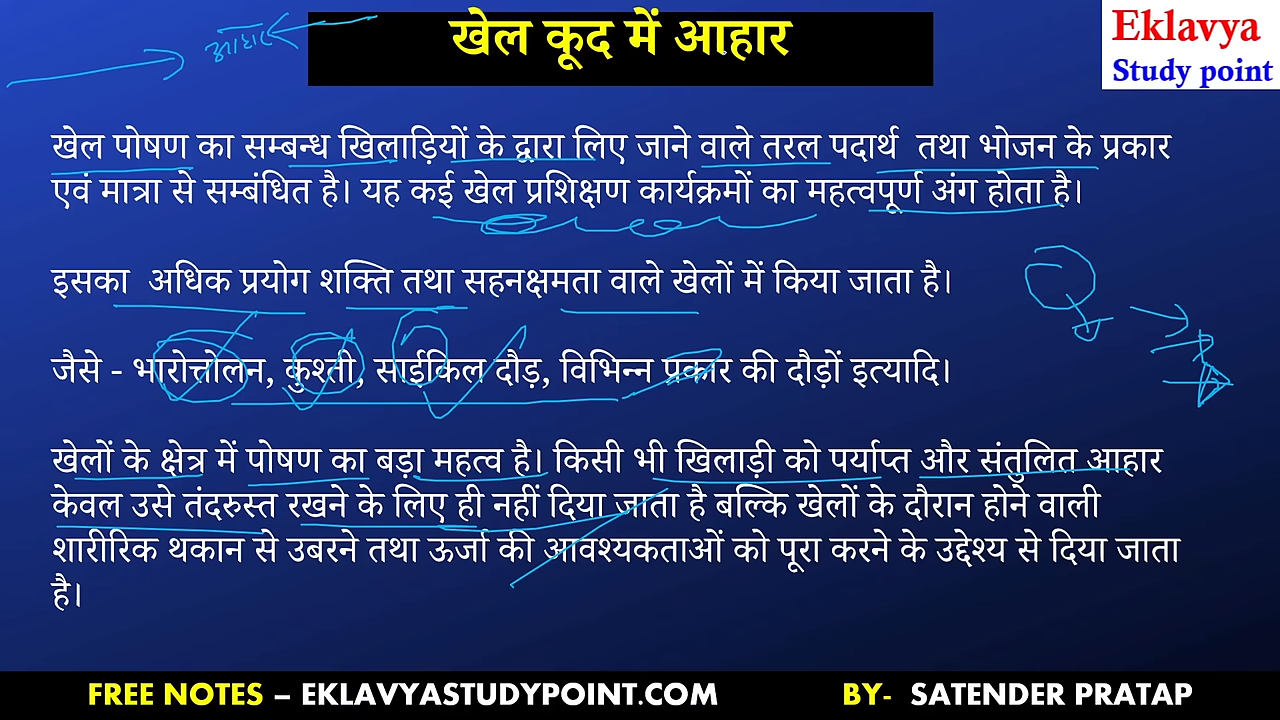 खेल कूद में आहार
आहार
Eklavya
Study point
खेल पोषण का सम्बन्ध खिलाड़ियों के द्वारा लिए जाने वाले तरल पदार्थ तथा भोजन के प्रकार
एवं मात्रा से सम्बंधित है। यह कई खेल प्रशिक्षण कार्यक्रमों का महत्वपूर्ण अंग होता है।
इसका अधिक प्रयोग शक्ति तथा सहनक्षमता वाले खेलों में किया जाता है।
जैसे - भारोत्तोलन, कुश्ती, साईकिल दौड़, विभिन्न प्रकार की दौड़ों इत्यादि।
खेलों के क्षेत्र में पोषण का बड़ा महत्व है। किसी भी खिलाड़ी को पर्याप्त और संतुलित आहार
केवल उसे तंदरुस्त रखने के लिए ही नहीं दिया जाता है बल्कि खेलों के दौरान होने वाली
शारीरिक थकान से उबरने तथा ऊर्जा की आवश्यकताओं को पूरा करने के उद्देश्य से दिया जाता
है।
FREE NOTES – EKLAVYASTUDYPOINT.COM
BY- SATENDER PRATAP